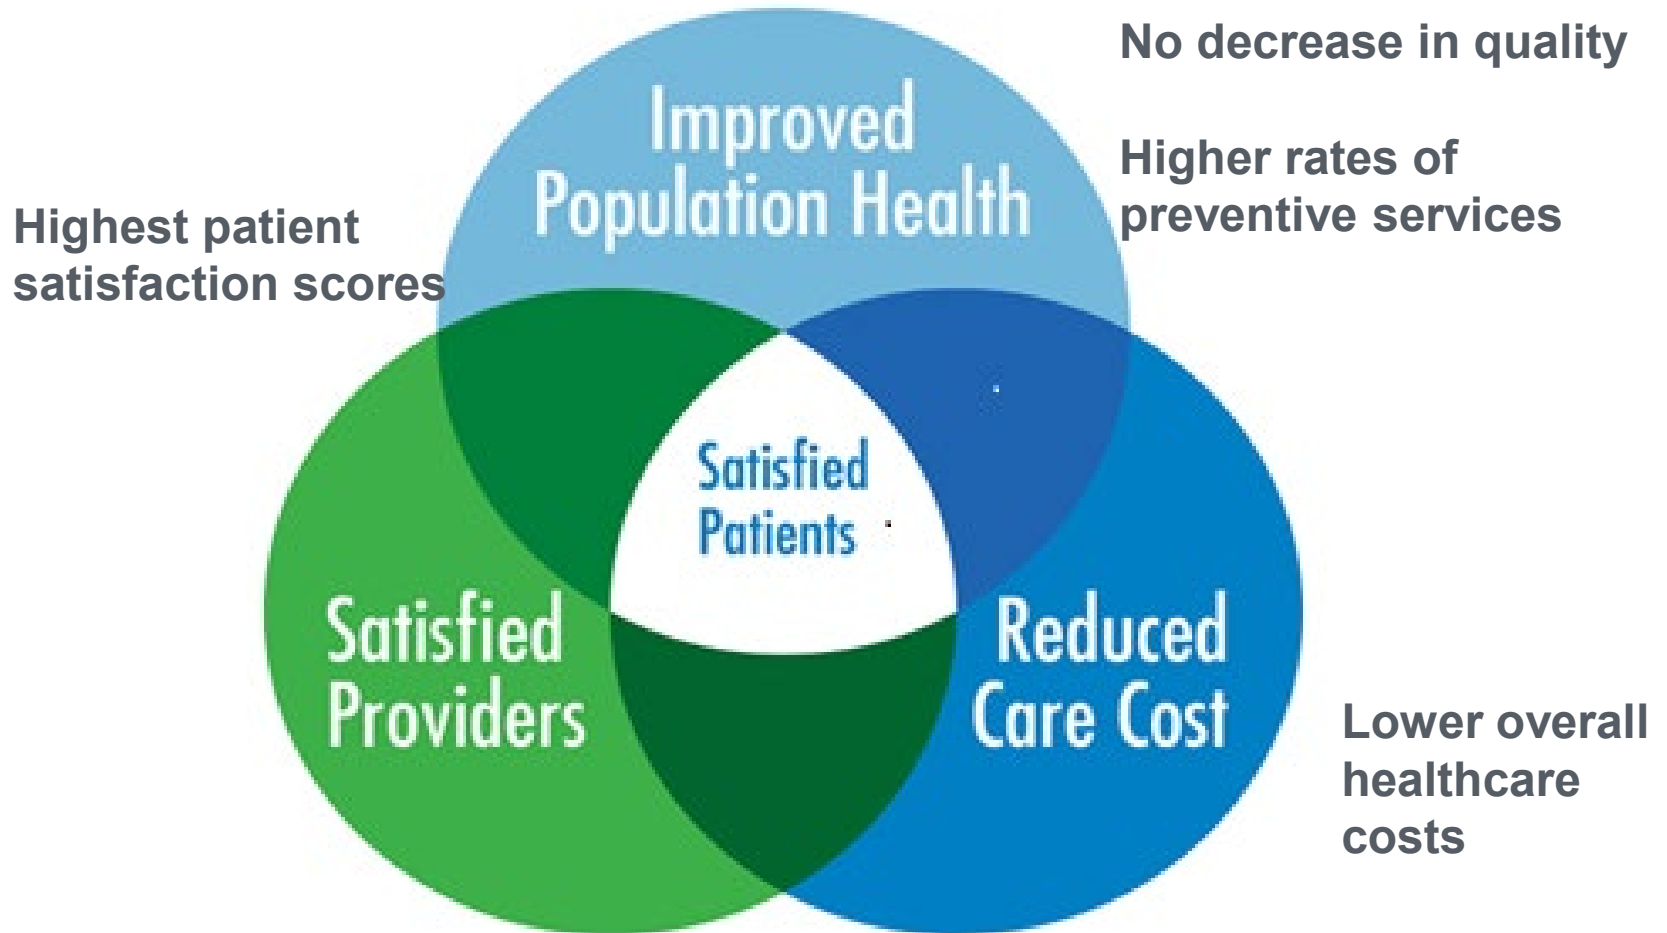 No decrease in quality
Improved
Population Health
Higher rates of
preventive services
Highest patient
satisfaction scores
Satisfied
Patients
Satisfied
Providers
Reduced
Care Cost
Lower overall
healthcare
costs